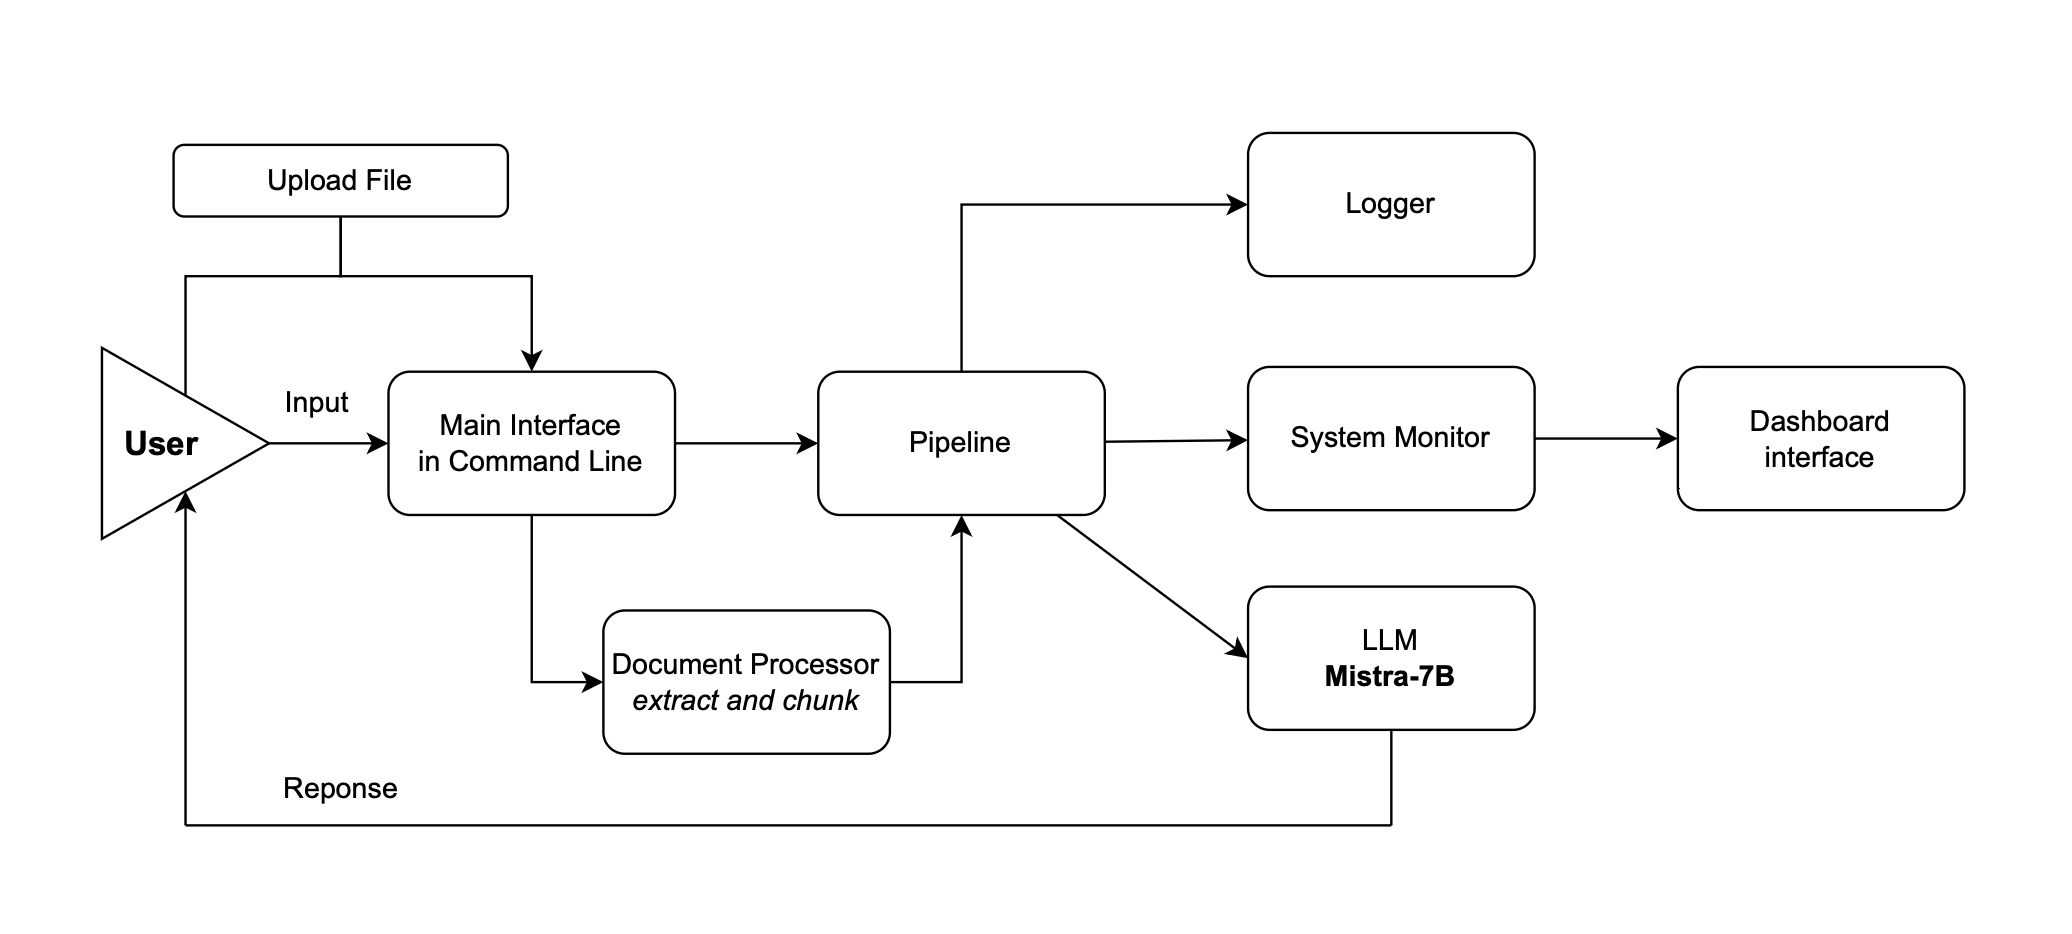 Upload File
Logger
Input
User
Main Interface
in Command Line
Pipeline
System Monitor
Dashboard
interface
Document Processor
extract and chunk
LLM
Mistra-7B
Reponse